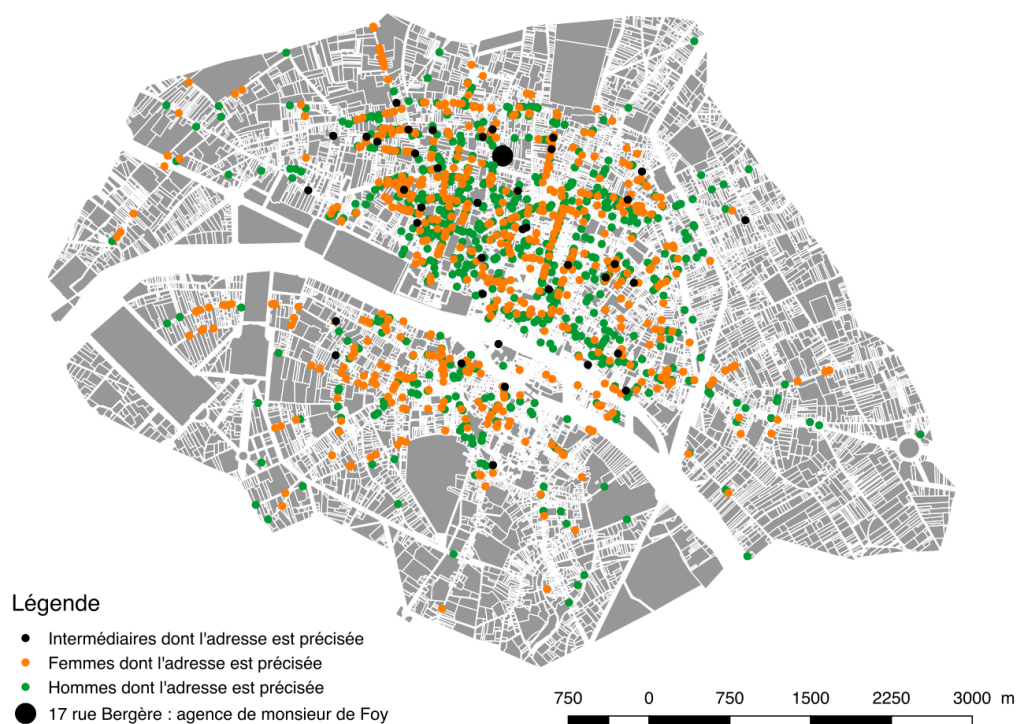 Légende
Intermédiaires dont l'adresse est précisée
Femmes dont l'adresse est précisée
Hommes dont l'adresse est précisée
17 rue Bergère : agence de monsieur de Foy
750 0 750 1500 2250 3000 m